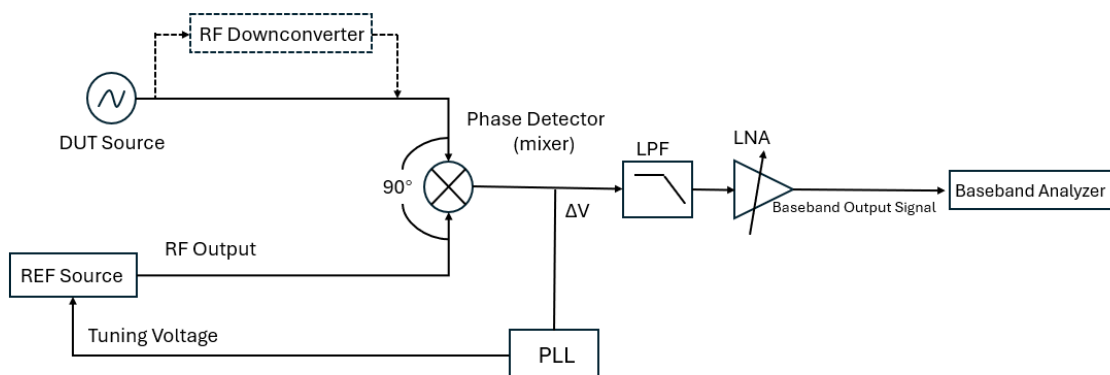 RF Downconverter
DUT Source
Phase Detector
(mixer)
LPF
LNA
90°
ΔV
Baseband Output Signal
Baseband Analyzer
RF Output
REF Source
Tuning Voltage
PLL